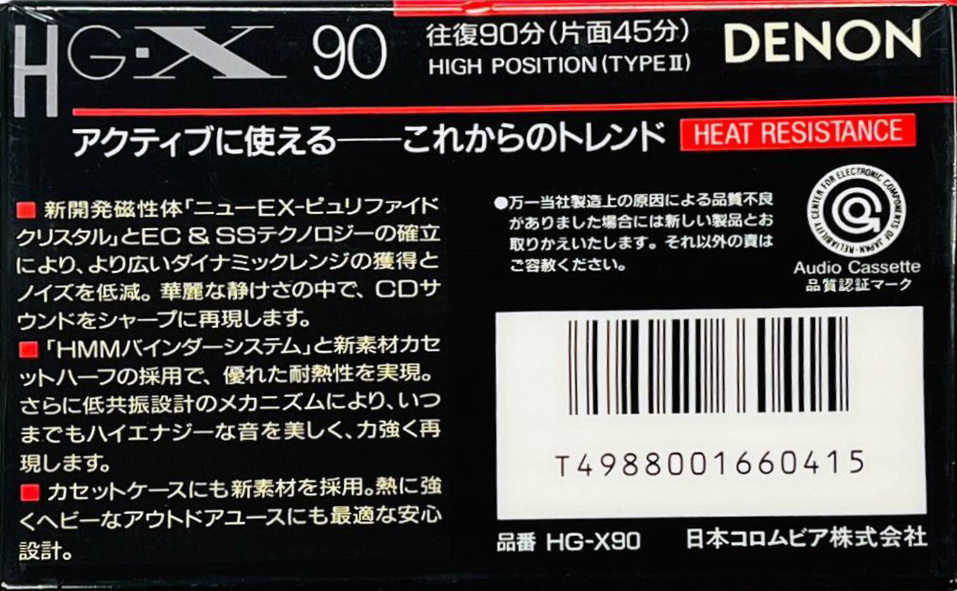 HG・X 90
往復90分(片面45分)
HIGH POSITION(TYPEⅡ)
DENON
アクティブに使える──これからのトレンド
HEAT RESISTANCE
■ 新開発磁性体「ニューEX-ピュリファイド
クリスタル」とEC & SSテクノロジーの確立
により、より広いダイナミックレンジの獲得と
ノイズを低減。華麗な静けさの中で、CDサ
ウンドをシャープに再現します。
■ 「HMMバインダーシステム」と新素材カセ
ットハーフの採用で、優れた耐熱性を実現。
さらに低共振設計のメカニズムにより、いつ
までもハイエナジーな音を美しく、力強く再
現します。
■ カセットケースにも新素材を採用。熱に強
くヘビーなアウトドアユースにも最適な安心
設計。
●万一当社製造上の原因による品質不良
がありました場合には新しい製品とお
取りかえいたします。それ以外の責は
ご容赦ください。
RELIABILITY CENTER FOR ELECTRONIC COMPONENTS OF JAPAN
Audio Cassette
品質認証マーク
T4988001660415
品番 HG-X90
日本コロムビア株式会社